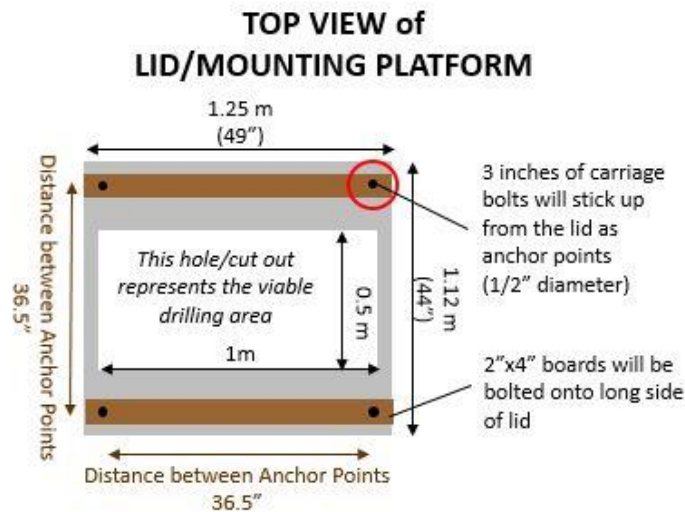 TOP VIEW of
LID/MOUNTING PLATFORM
1.25 m
(49”)
Distance between Anchor Points
36.5”
This hole/cut out
represents the viable
drilling area
0.5 m
1m
1.12 m
(44”)
3 inches of carriage
bolts will stick up
from the lid as
anchor points
(1/2” diameter)
2”x4” boards will be
bolted onto long side
of lid
Distance between Anchor Points
36.5”